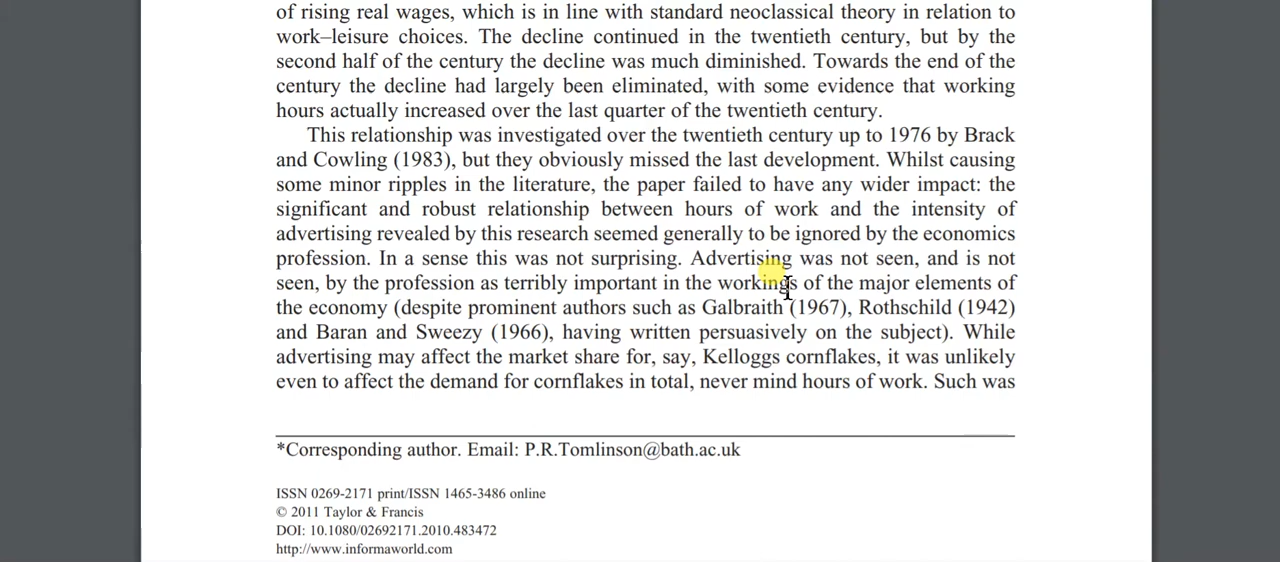 of rising real wages, which is in line with standard neoclassical theory in relation to
work–leisure choices. The decline continued in the twentieth century, but by the
second half of the century the decline was much diminished. Towards the end of the
century the decline had largely been eliminated, with some evidence that working
hours actually increased over the last quarter of the twentieth century.
This relationship was investigated over the twentieth century up to 1976 by Brack
and Cowling (1983), but they obviously missed the last development. Whilst causing
some minor ripples in the literature, the paper failed to have any wider impact: the
significant and robust relationship between hours of work and the intensity of
advertising revealed by this research seemed generally to be ignored by the economics
profession. In a sense this was not surprising. Advertising was not seen, and is not
seen, by the profession as terribly important in the workings of the major elements of
the economy (despite prominent authors such as Galbraith (1967), Rothschild (1942)
and Baran and Sweezy (1966), having written persuasively on the subject). While
advertising may affect the market share for, say, Kelloggs cornflakes, it was unlikely
even to affect the demand for cornflakes in total, never mind hours of work. Such was
*Corresponding author. Email: P.R.Tomlinson@bath.ac.uk
ISSN 0269-2171 print/ISSN 1465-3486 online
© 2011 Taylor & Francis
DOI: 10.1080/02692171.2010.483472
http://www.informaworld.com